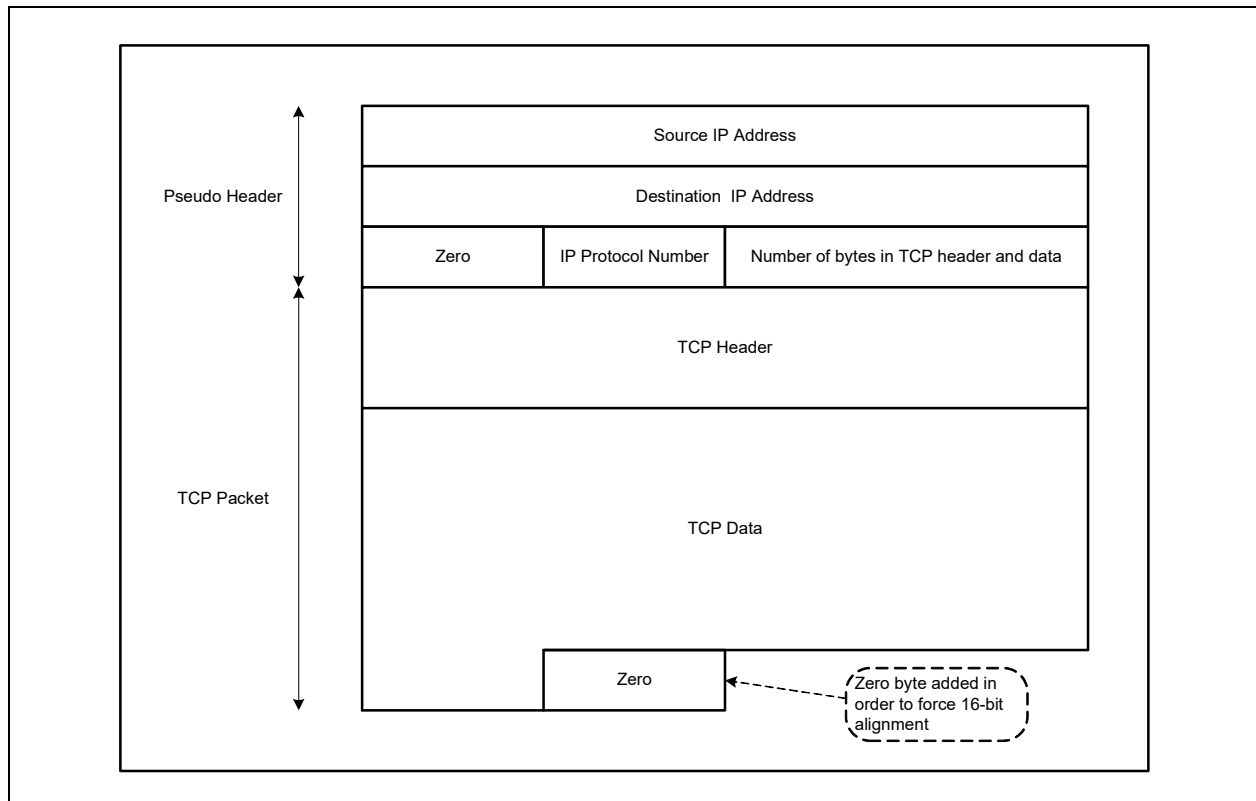 Source IP Address
Pseudo Header
Destination IP Address
Zero
IP Protocol Number
Number of bytes in TCP header and data
TCP Header
TCP Packet
TCP Data
Zero
Zero byte added in
order to force 16-bit
alignment